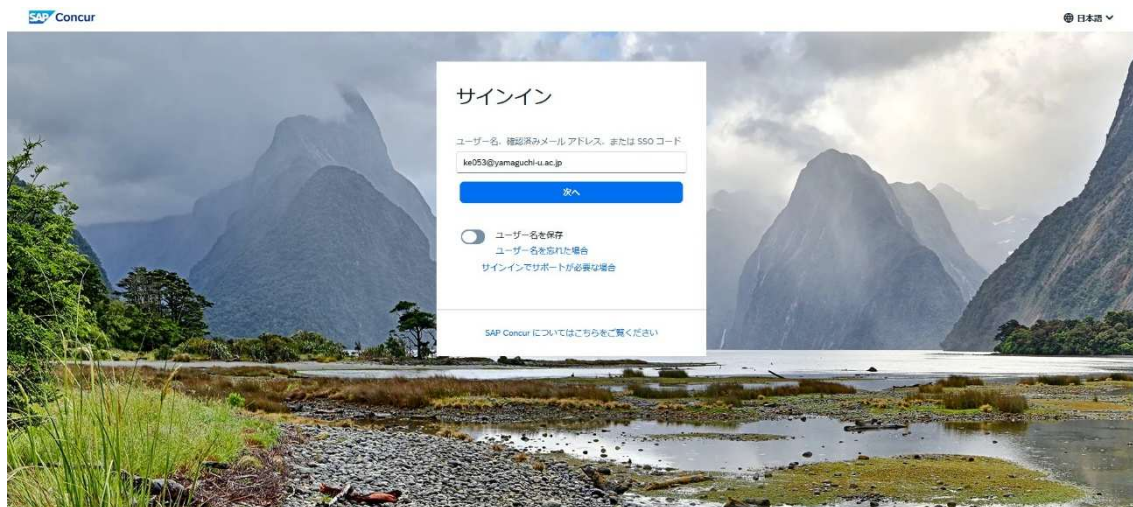 SAP Concur
日本語
サインイン
ユーザー名、確認済みメール アドレス、または SSO コード
ke053@yamaguchi-u.ac.jp
次へ
ユーザー名を保存
ユーザー名を忘れた場合
サインインでサポートが必要な場合
SAP Concur についてはこちらをご覧ください